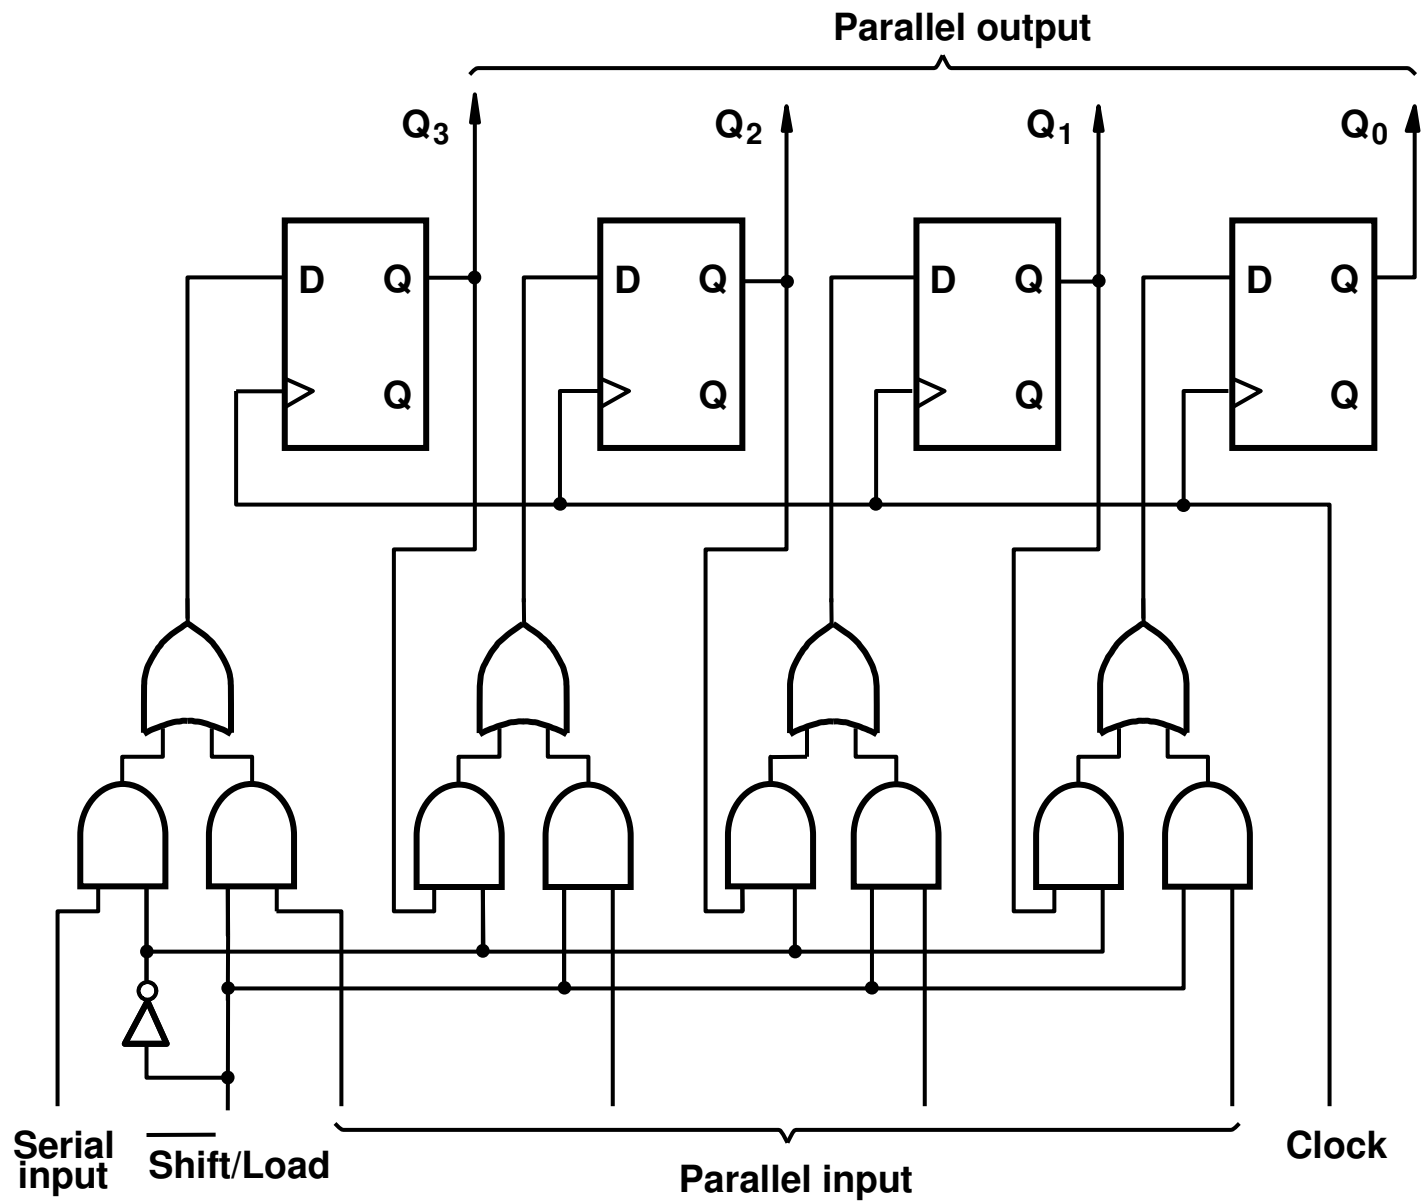 Parallel output
Q3
Q2
Q1
Q0
D Q
D Q
D Q
D Q
Q
Q
Q
Q
Serial
input
Shift/Load
Parallel input
Clock